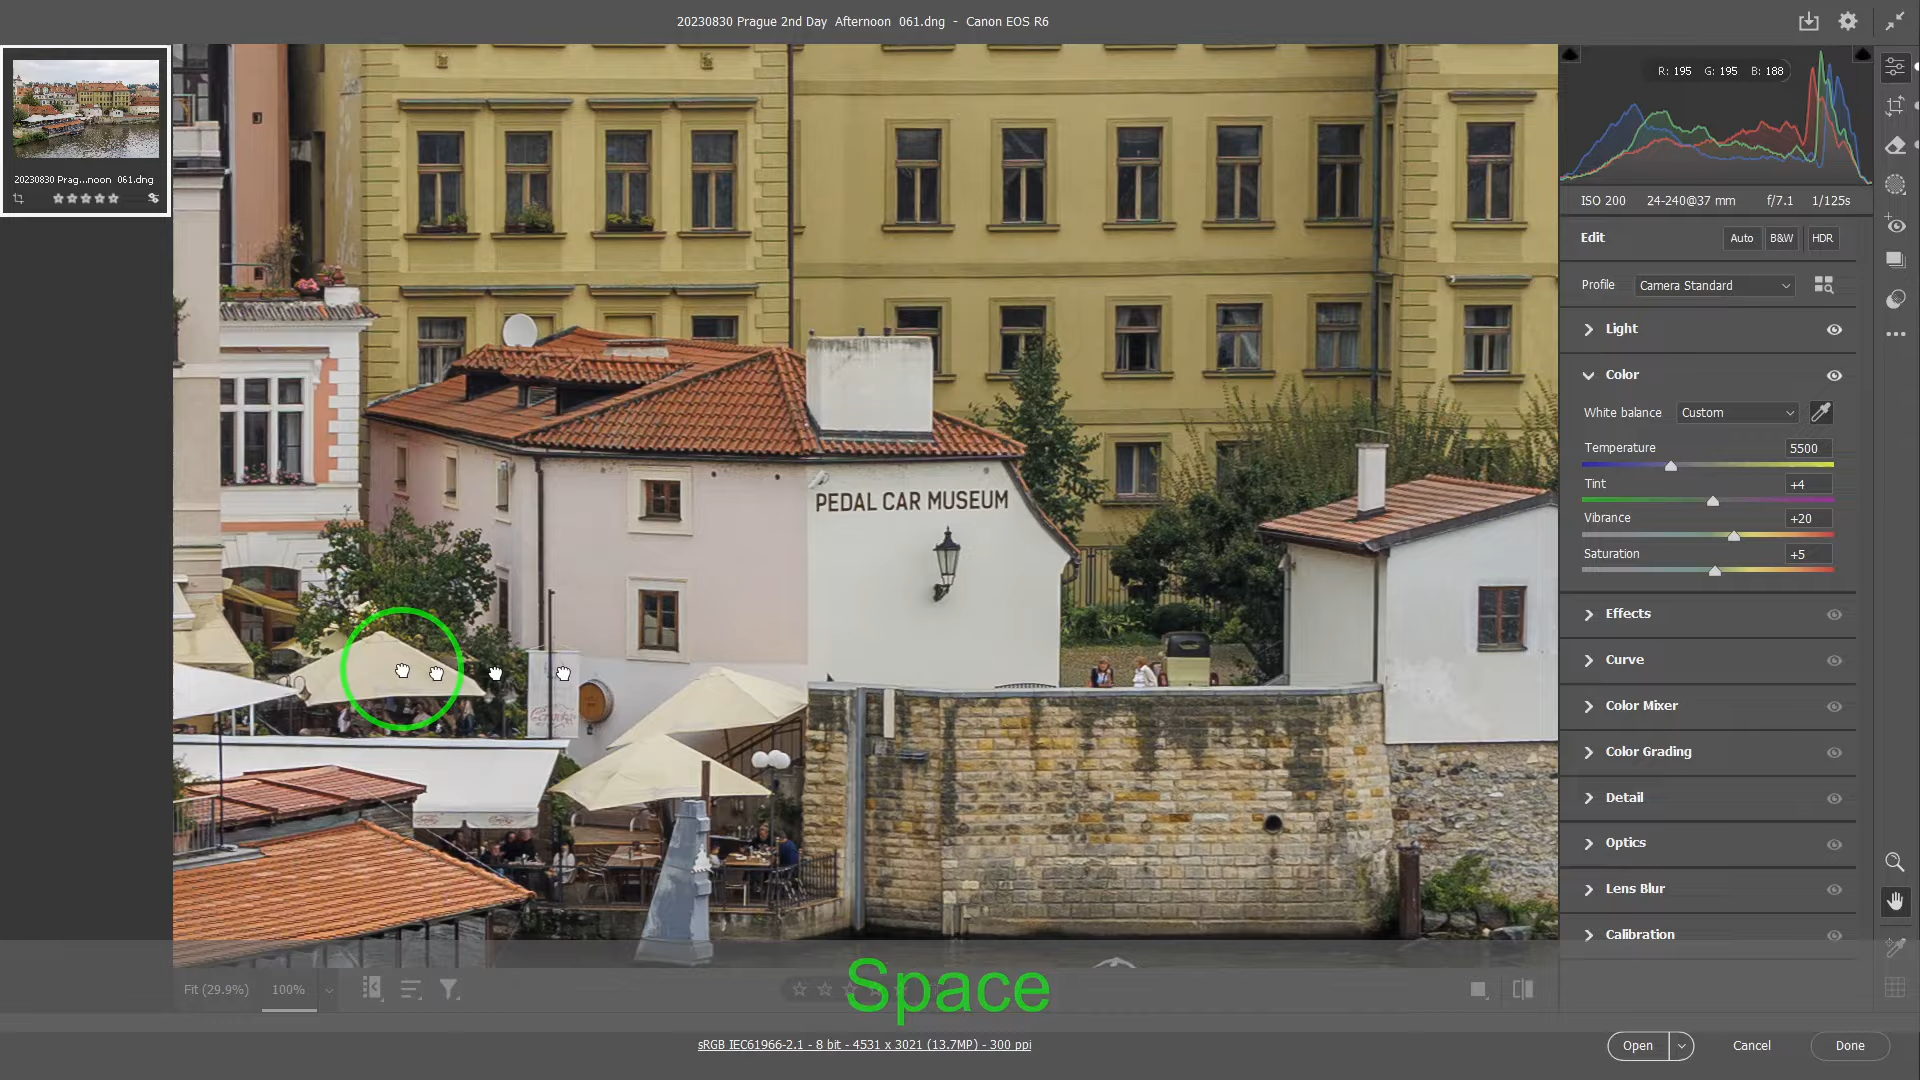 20230830 Prague 2nd Day Afternoon 061.dng - Canon EOS R6
20230830 Prag...noon 061.dng
R: 195 G: 195 B: 188
ISO 200 24-240@37 mm f/7.1 1/125s
Edit Auto B&W HDR
Profile Camera Standard
Light
Color
White balance Custom
Temperature 5500
Tint +4
Vibrance +20
Saturation +5
Effects
Curve
Color Mixer
Color Grading
Detail
Optics
Lens Blur
Calibration
PEDAL CAR MUSEUM
Fit (29.9%) 100%
Space
sRGB IEC61966-2.1 - 8 bit - 4531 x 3021 (13.7MP) - 300 ppi
Open Cancel Done